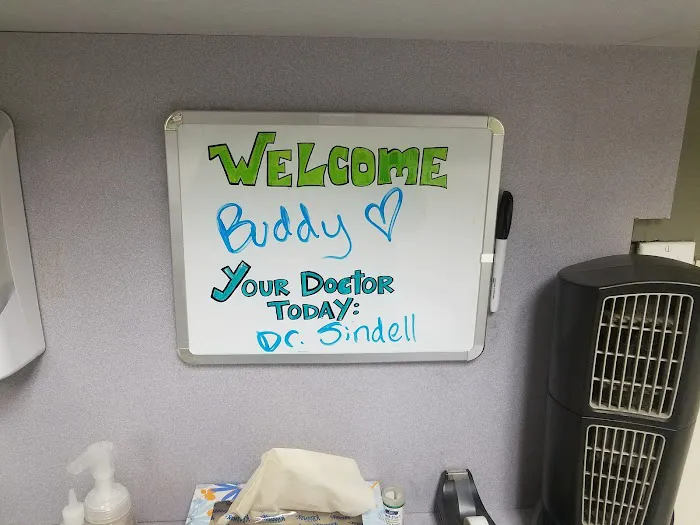 WELCOME
Buddy ♡
YOUR DOCTOR
TODAY:
Dr. Sindell